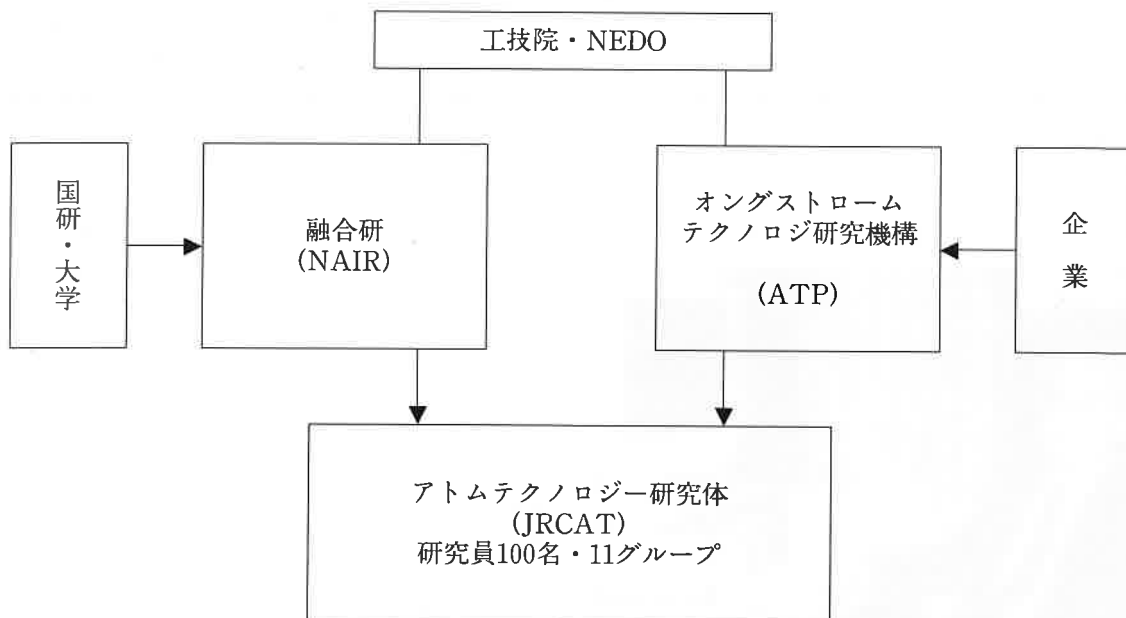 工技院・NEDO
国研・大学
融合研
(NAIR)
オングストローム
テクノロジ研究機構
(ATP)
企業
アトムテクノロジー研究体
(JRCAT)
研究員100名・11グループ